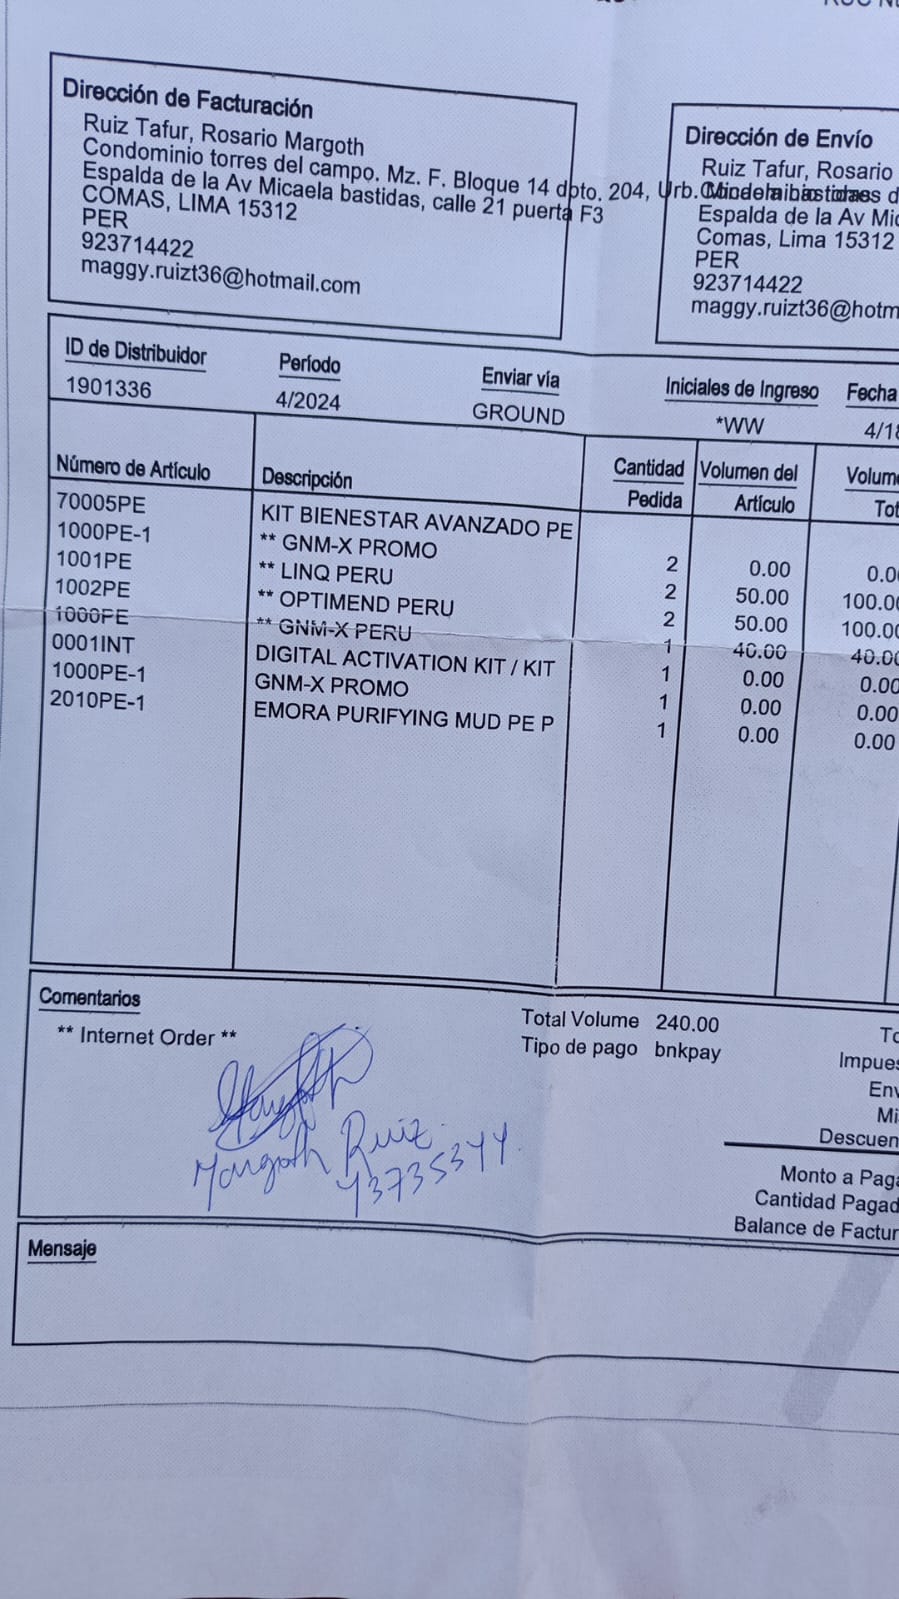 Dirección de Facturación
Ruiz Tafur, Rosario Margoth
Condominio torres del campo. Mz. F. Bloque 14 dpto. 204, Urb.
Espalda de la Av Micaela bastidas, calle 21 puerta F3
COMAS, LIMA 15312
PER
923714422
maggy.ruizt36@hotmail.com
Dirección de Envío
Ruiz Tafur, Rosario
Espalda de la Av Mic
Comas, Lima 15312
PER
923714422
maggy.ruizt36@hotm
ID de Distribuidor Período Enviar vía Iniciales de Ingreso Fecha
1901336 4/2024 GROUND *WW 4/18
Número de Artículo Descripción Cantidad Pedida Volumen del Artículo Volume Tot
70005PE KIT BIENESTAR AVANZADO PE 2 0.00 0.00
1000PE-1 ** GNM-X PROMO 2 50.00 100.00
1001PE ** LINQ PERU 2 50.00 100.00
1002PE ** OPTIMEND PERU 1 40.00 40.00
1000PE ** GNM-X PERU 1 0.00 0.00
0001INT DIGITAL ACTIVATION KIT / KIT 1 0.00 0.00
1000PE-1 GNM-X PROMO 1 0.00 0.00
2010PE-1 EMORA PURIFYING MUD PE P
Comentarios
** Internet Order **
Total Volume 240.00
Tipo de pago bnkpay
To
Impues
Env
Descuen
Monto a Paga
Cantidad Pagad
Balance de Factur
Margoth Ruiz
43735344
Mensaje